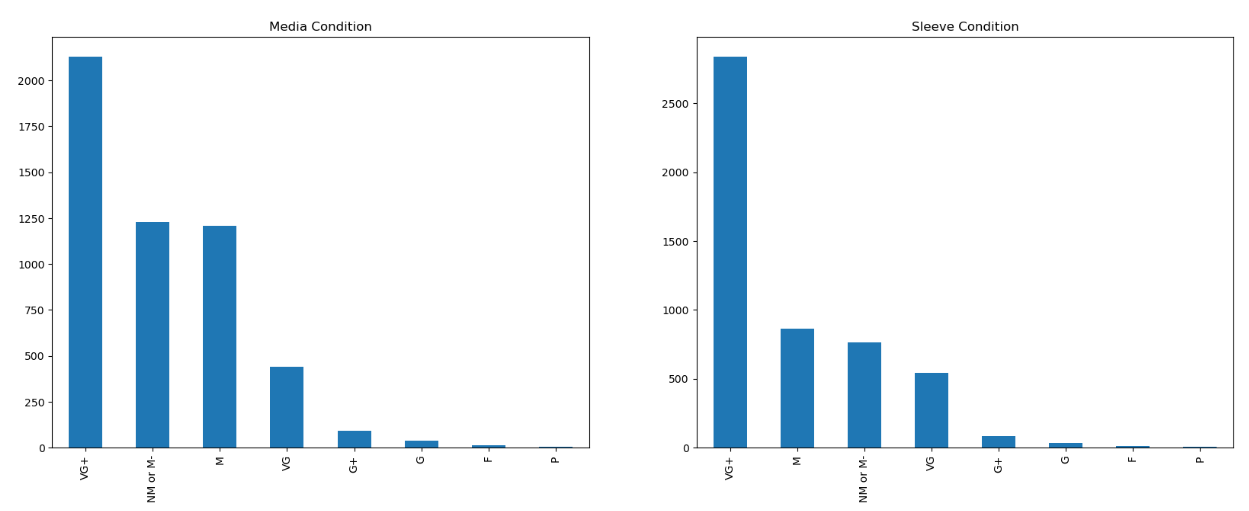 Media Condition
2000
1750
1500
1250
1000
750
500
250
0
VG+
NM or M-
M
VG
G+
G
F
P
Sleeve Condition
2500
2000
1500
1000
500
0
VG+
M
NM or M-
VG
G+
G
F
P